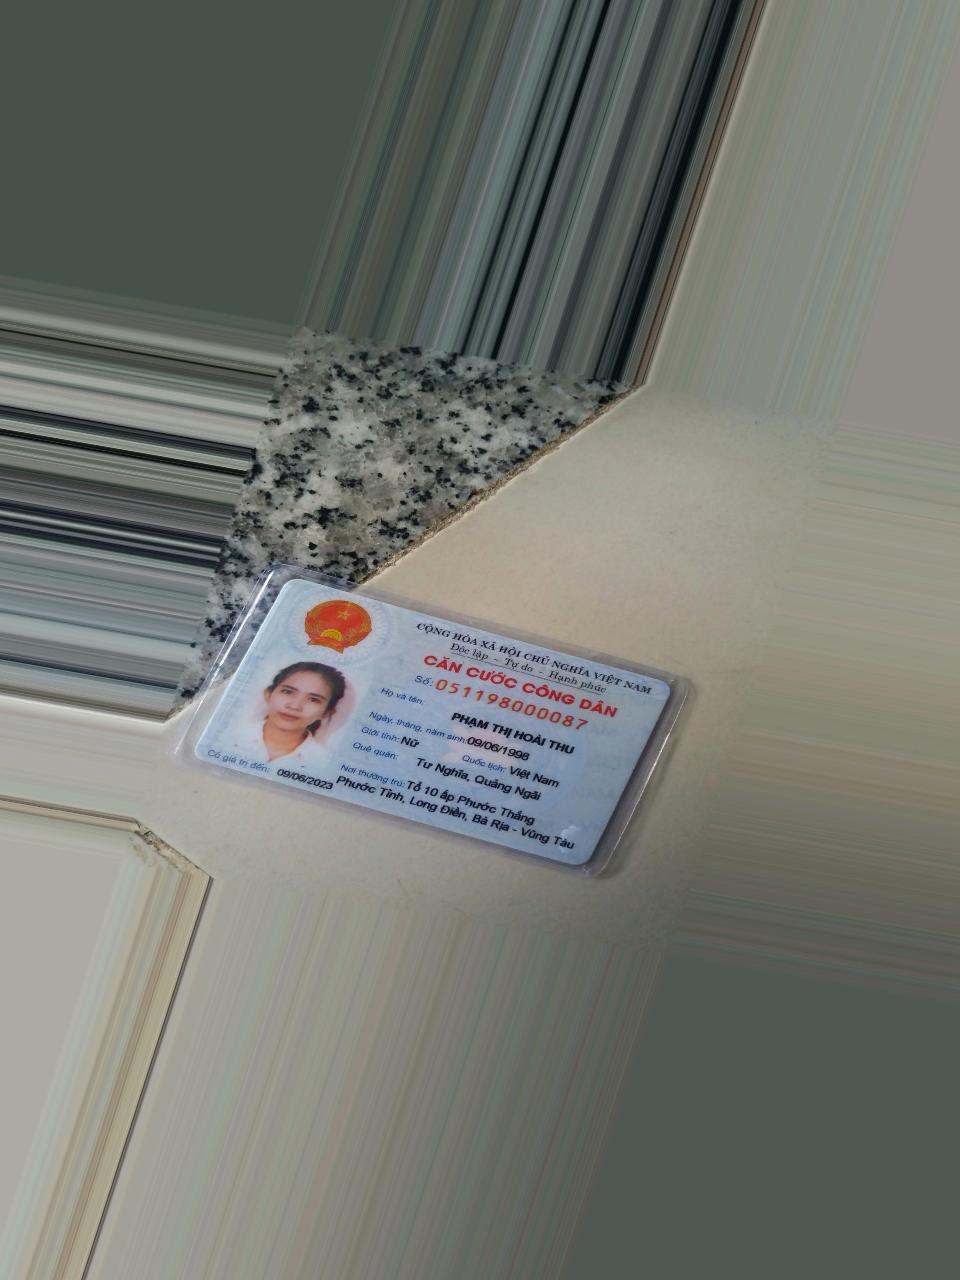 CỘNG HÒA XÃ HỘI CHỦ NGHĨA VIỆT NAM
Độc lập - Tự do - Hạnh phúc
CĂN CƯỚC CÔNG DÂN
Số: 051198000087
Họ và tên:
PHẠM THỊ HOÀI THU
Ngày, tháng, năm sinh: 09/06/1998
Giới tính: Nữ Quốc tịch: Việt Nam
Quê quán: Tư Nghĩa, Quảng Ngãi
Nơi thường trú: Tổ 10 ấp Phước Thắng
Phước Tỉnh, Long Điền, Bà Rịa - Vũng Tàu
Có giá trị đến: 09/06/2023